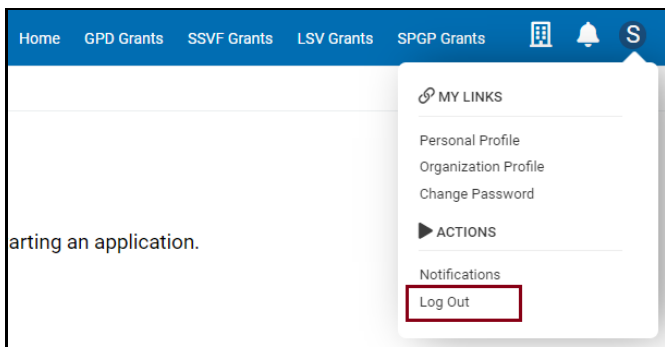 Home GPD Grants SSVF Grants LSV Grants SPGP Grants S
MY LINKS
Personal Profile
Organization Profile
Change Password
ACTIONS
arting an application.
Notifications
Log Out